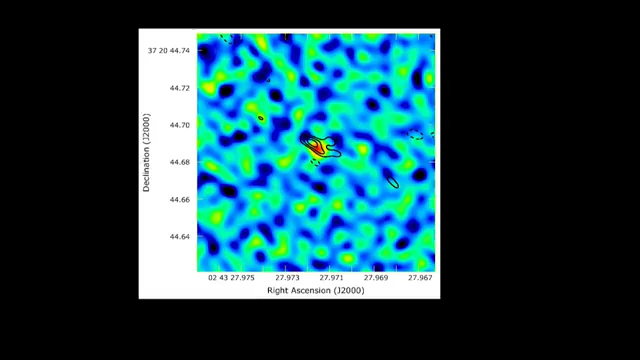 37 20 44.74
44.72
44.70
44.68
44.66
44.64
Declination (J2000)
02 43 27.975
27.973
27.971
27.969
27.967
Right Ascension (J2000)